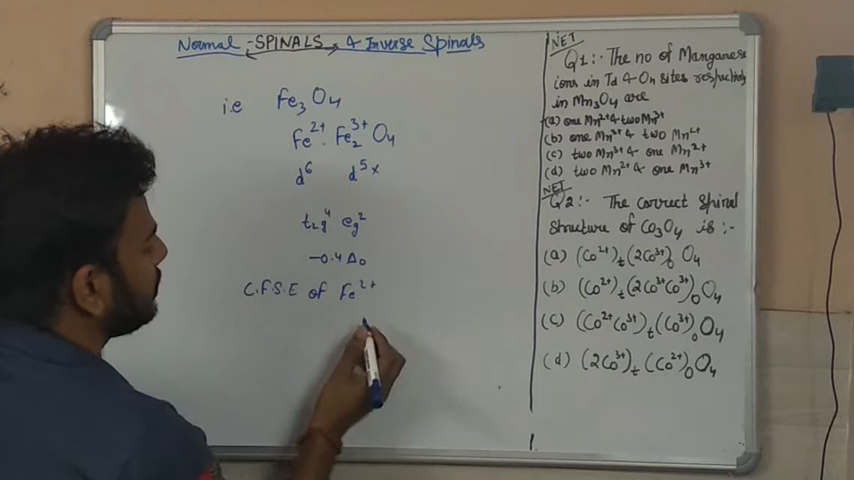 Normal -SPINALS & Inverse Spinals
i.e Fe₃O₄
Fe²⁺. Fe₂³⁺ O₄
d⁶ d⁵ x
t₂g⁴ eg²
-0.4 Δ₀
C.F.S.E of Fe²⁺
NET
Q1:- The no of Manganese
ions in Td & Oh sites respectively
in Mn₃O₄ are
(a) one Mn²⁺ & two Mn³⁺
(b) one Mn³⁺ & two Mn²⁺
(c) two Mn³⁺ & one Mn²⁺
(d) two Mn²⁺ & one Mn³⁺
NET
Q2:- The correct Spinal
structure of Co₃O₄ is :-
(a) (Co²⁺)t (2Co³⁺)o O₄
(b) (Co²⁺)t (2Co³⁺Co³⁺)o O₄
(c) (Co²⁺Co³⁺)t (Co³⁺)o O₄
(d) (2Co³⁺)t (Co²⁺)o O₄